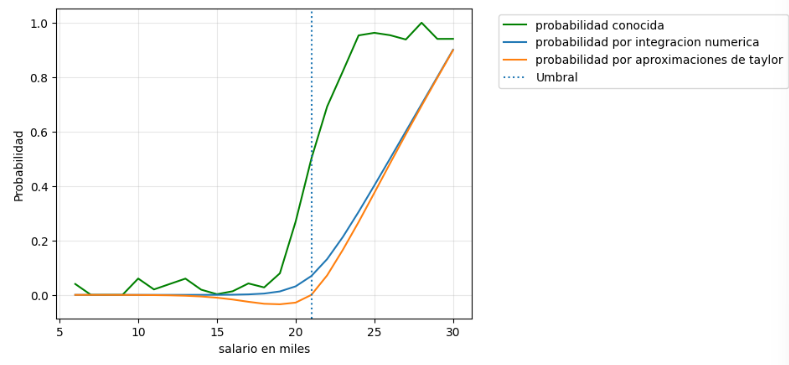 probabilidad conocida
probabilidad por integracion numerica
probabilidad por aproximaciones de taylor
Umbral
Probabilidad
1.0
0.8
0.6
0.4
0.2
0.0
5 10 15 20 25 30
salario en miles